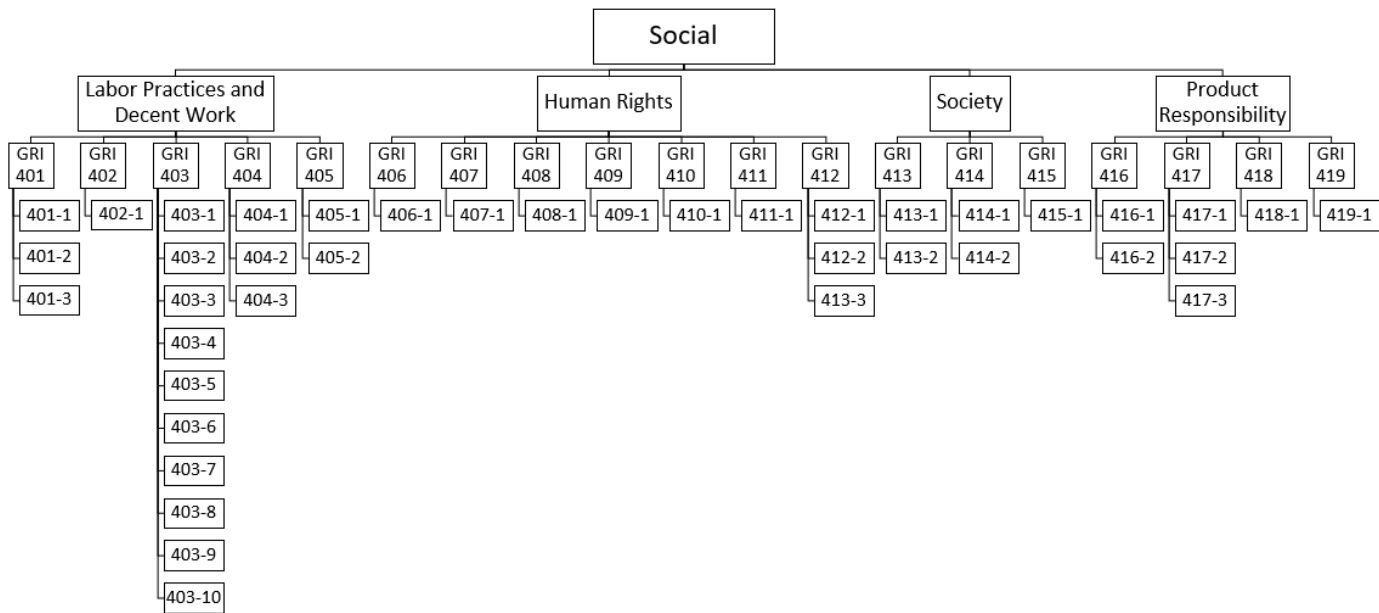 Social
Labor Practices and
Decent Work
Human Rights
Society
Product
Responsibility
GRI
401
GRI
402
GRI
403
GRI
404
GRI
405
GRI
406
GRI
407
GRI
408
GRI
409
GRI
410
GRI
411
GRI
412
GRI
413
GRI
414
GRI
415
GRI
416
GRI
417
GRI
418
GRI
419
401-1
402-1
403-1
404-1
405-1
406-1
407-1
408-1
409-1
410-1
411-1
412-1
413-1
414-1
415-1
416-1
417-1
418-1
419-1
401-2
403-2
404-2
405-2
412-2
413-2
414-2
416-2
417-2
401-3
403-3
404-3
413-3
417-3
403-4
403-5
403-6
403-7
403-8
403-9
403-10